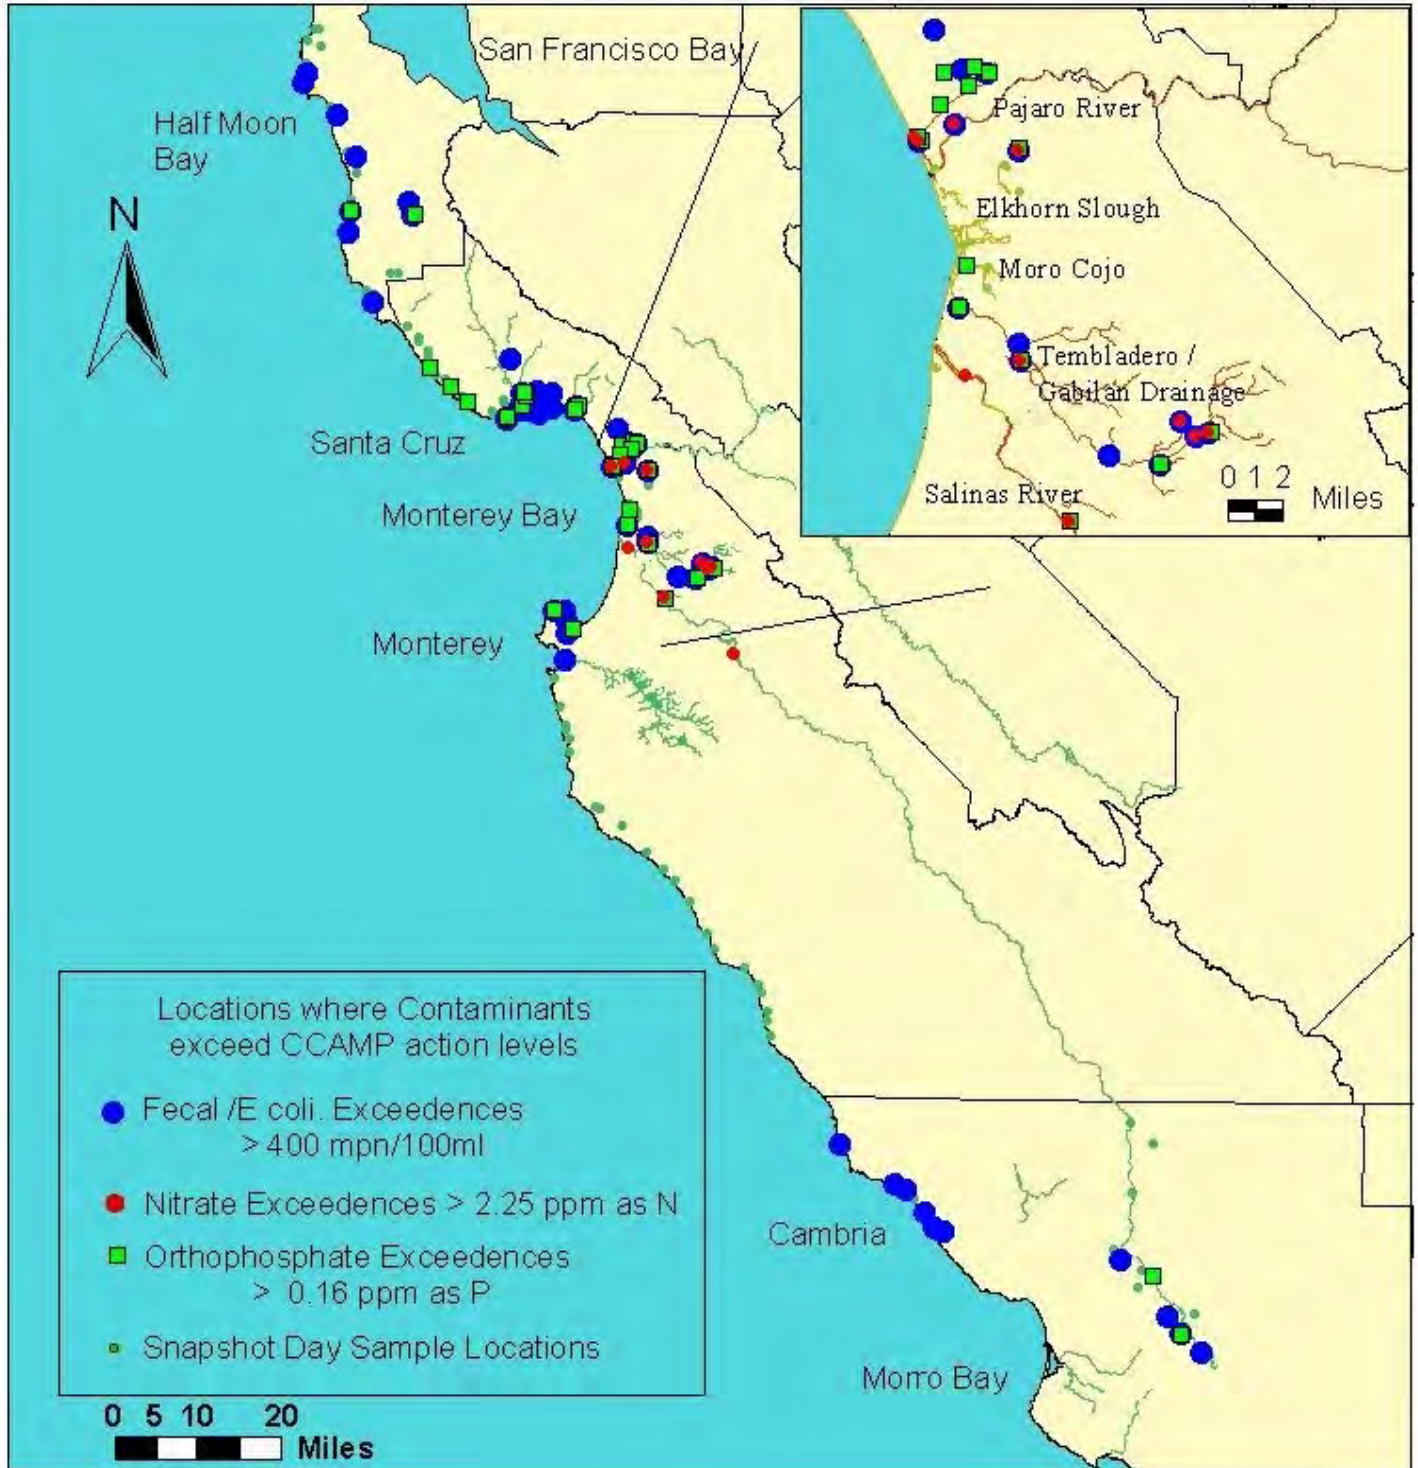 San Francisco Bay
Half Moon
Bay
N
Santa Cruz
Monterey Bay
Monterey
Cambria
Morro Bay
Pajaro River
Elkhorn Slough
Moro Cojo
Tembladero /
Gabilan Drainage
Salinas River
0 1 2
Miles
Locations where Contaminants
exceed CCAMP action levels
Fecal /E coli. Exceedences
> 400 mpn/100ml
Nitrate Exceedences > 2.25 ppm as N
Orthophosphate Exceedences
> 0.16 ppm as P
Snapshot Day Sample Locations
0 5 10 20
Miles